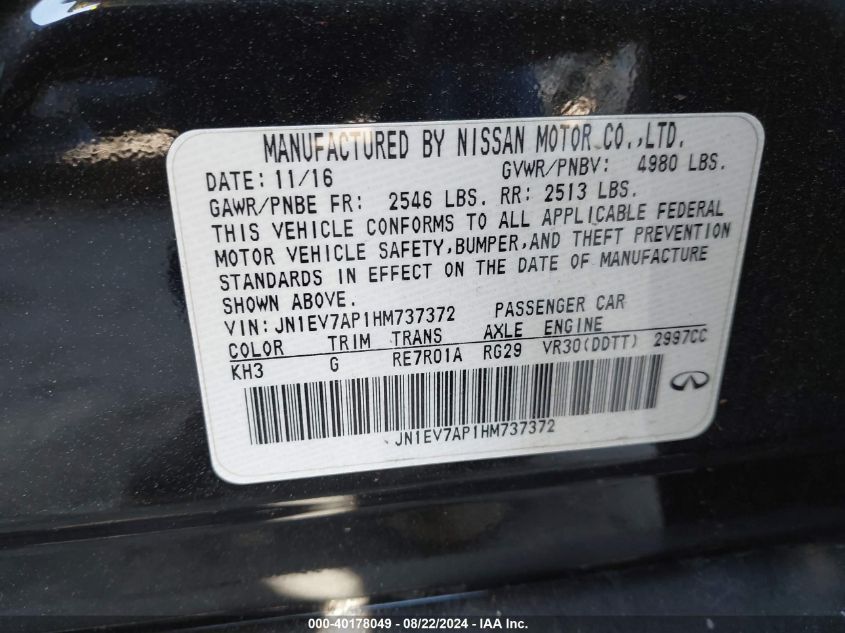 MANUFACTURED BY NISSAN MOTOR CO.,LTD.
DATE: 11/16 GVWR/PNBV: 4980 LBS.
GAWR/PNBE FR: 2546 LBS. RR: 2513 LBS.
THIS VEHICLE CONFORMS TO ALL APPLICABLE FEDERAL
MOTOR VEHICLE SAFETY,BUMPER,AND THEFT PREVENTION
STANDARDS IN EFFECT ON THE DATE OF MANUFACTURE
SHOWN ABOVE.
VIN:JN1EV7AP1HM737372 PASSENGER CAR
COLOR TRIM TRANS AXLE ENGINE
KH3 G RE7R01A RG29 VR30(DDTT) 2997CC
JN1EV7AP1HM737372
000-40178049 - 08/22/2024 - IAAI.com